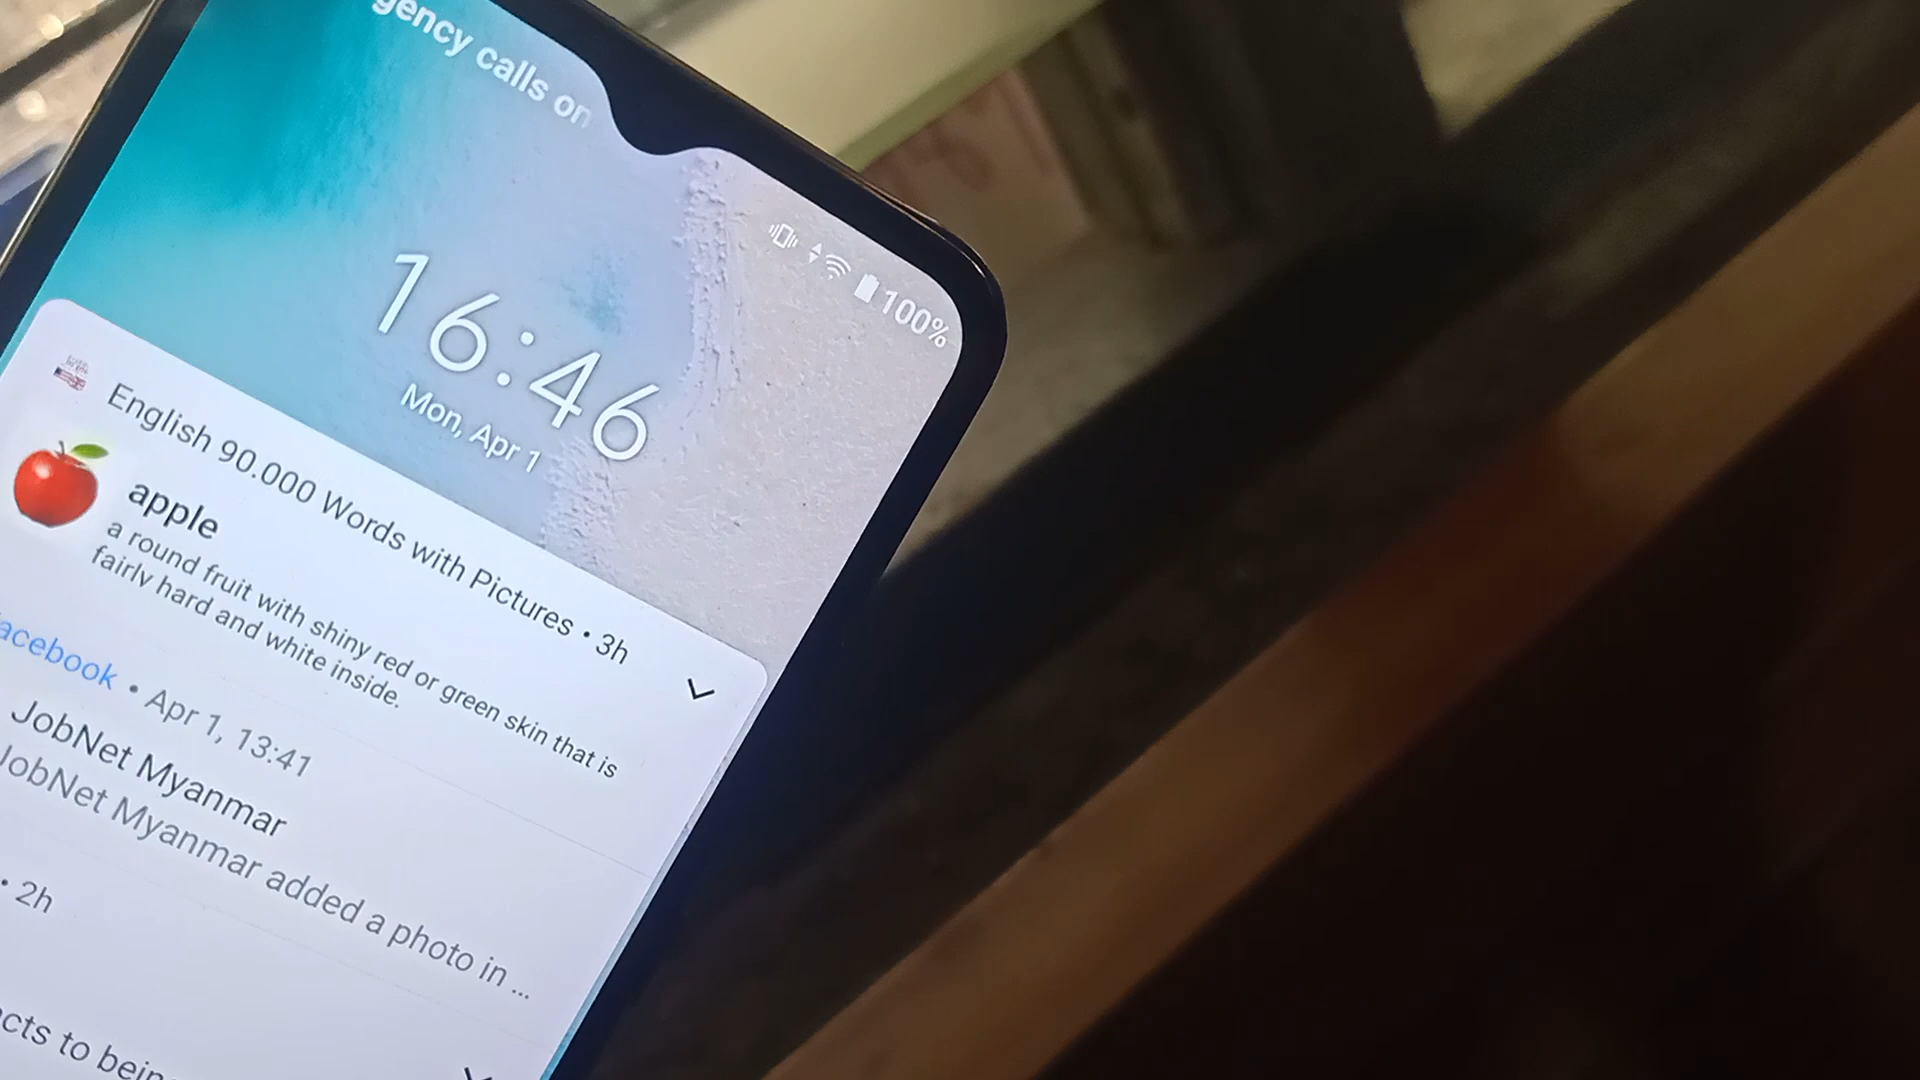 gency calls on
100%
16:46
Mon, Apr 1
English 90.000 Words with Pictures • 3h
apple
a round fruit with shiny red or green skin that is
fairly hard and white inside.
acebook • Apr 1, 13:41
JobNet Myanmar
JobNet Myanmar added a photo in ...
• 2h
cts to being